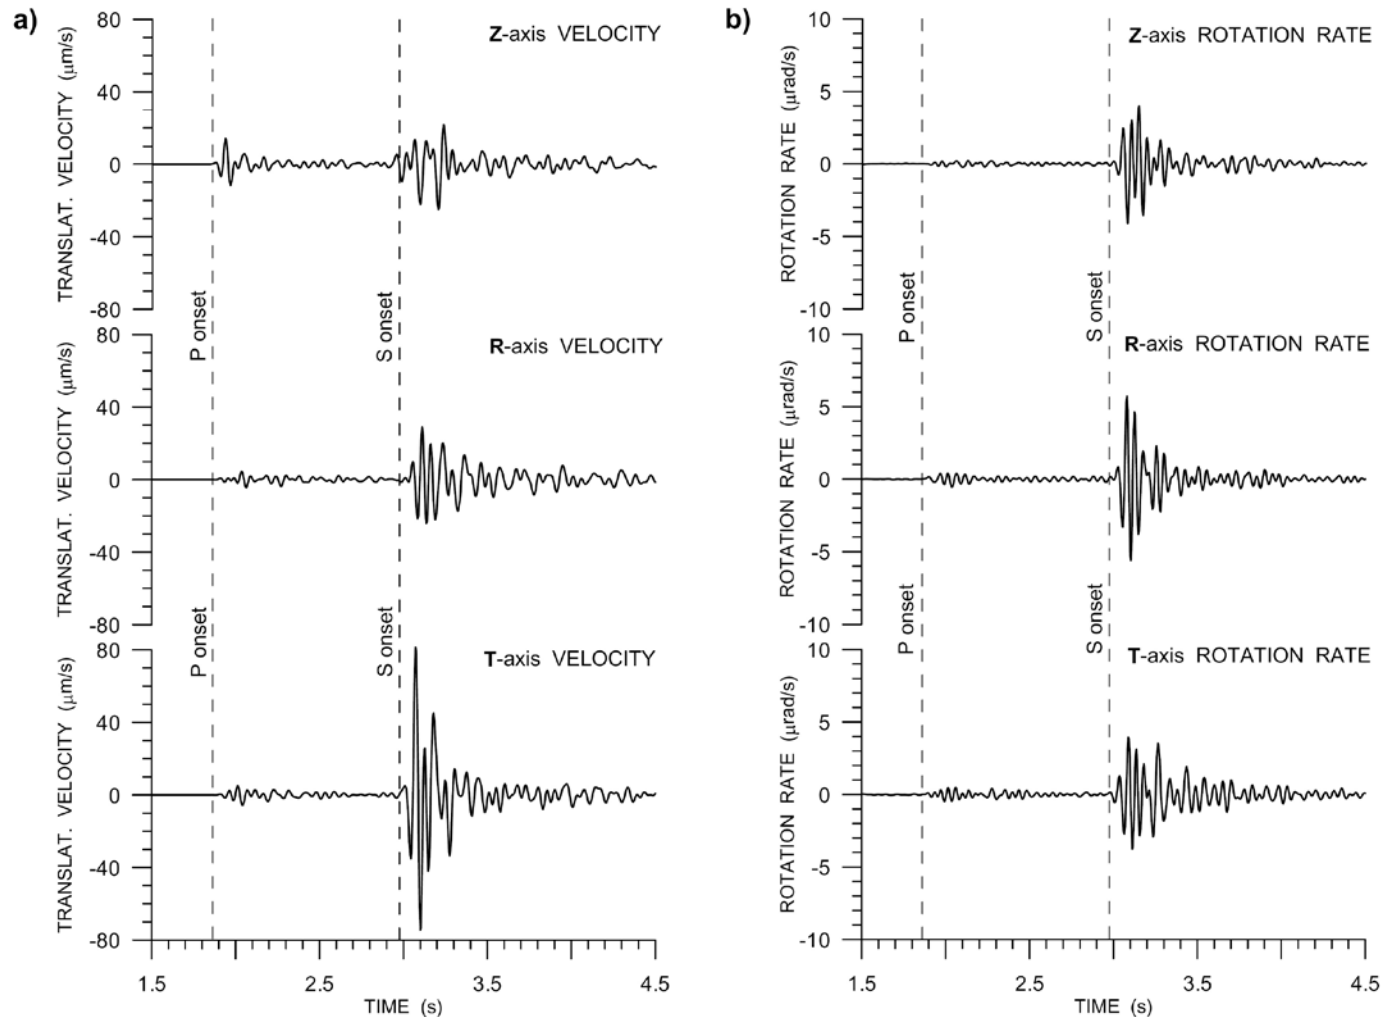 a)
Z-axis VELOCITY
TRANSLAT. VELOCITY (μm/s)
80
40
0
-40
-80
P onset
S onset
R-axis VELOCITY
TRANSLAT. VELOCITY (μm/s)
80
40
0
-40
-80
P onset
S onset
T-axis VELOCITY
TRANSLAT. VELOCITY (μm/s)
80
40
0
-40
-80
1.5
2.5
3.5
4.5
TIME (s)
b)
Z-axis ROTATION RATE
ROTATION RATE (μrad/s)
10
5
0
-5
-10
P onset
S onset
R-axis ROTATION RATE
ROTATION RATE (μrad/s)
10
5
0
-5
-10
P onset
S onset
T-axis ROTATION RATE
ROTATION RATE (μrad/s)
10
5
0
-5
-10
1.5
2.5
3.5
4.5
TIME (s)